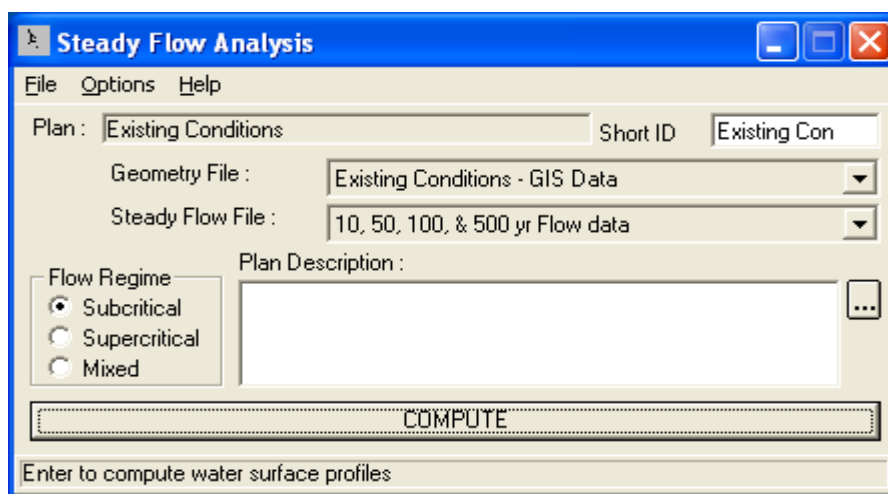 Steady Flow Analysis
File Options Help
Plan : Existing Conditions Short ID Existing Con
Geometry File : Existing Conditions - GIS Data
Steady Flow File : 10, 50, 100, & 500 yr Flow data
Plan Description :
Flow Regime
Subcritical
Supercritical
Mixed
...
COMPUTE
Enter to compute water surface profiles